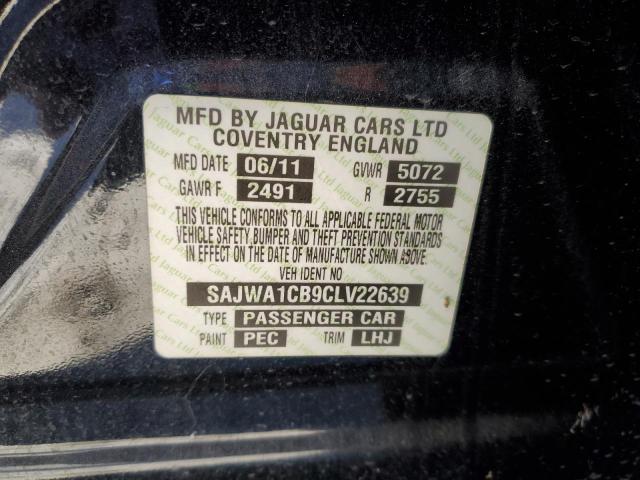 MFD BY JAGUAR CARS LTD
COVENTRY ENGLAND
MFD DATE 06/11 GVWR 5072
GAWR F 2491 R 2755
THIS VEHICLE CONFORMS TO ALL APPLICABLE FEDERAL MOTOR
VEHICLE SAFETY, BUMPER AND THEFT PREVENTION STANDARDS
IN EFFECT ON THE DATE OF MANUFACTURE SHOWN ABOVE.
VEH IDENT NO
SAJWA1CB9CLV22639
TYPE PASSENGER CAR
PAINT PEC TRIM LHJ